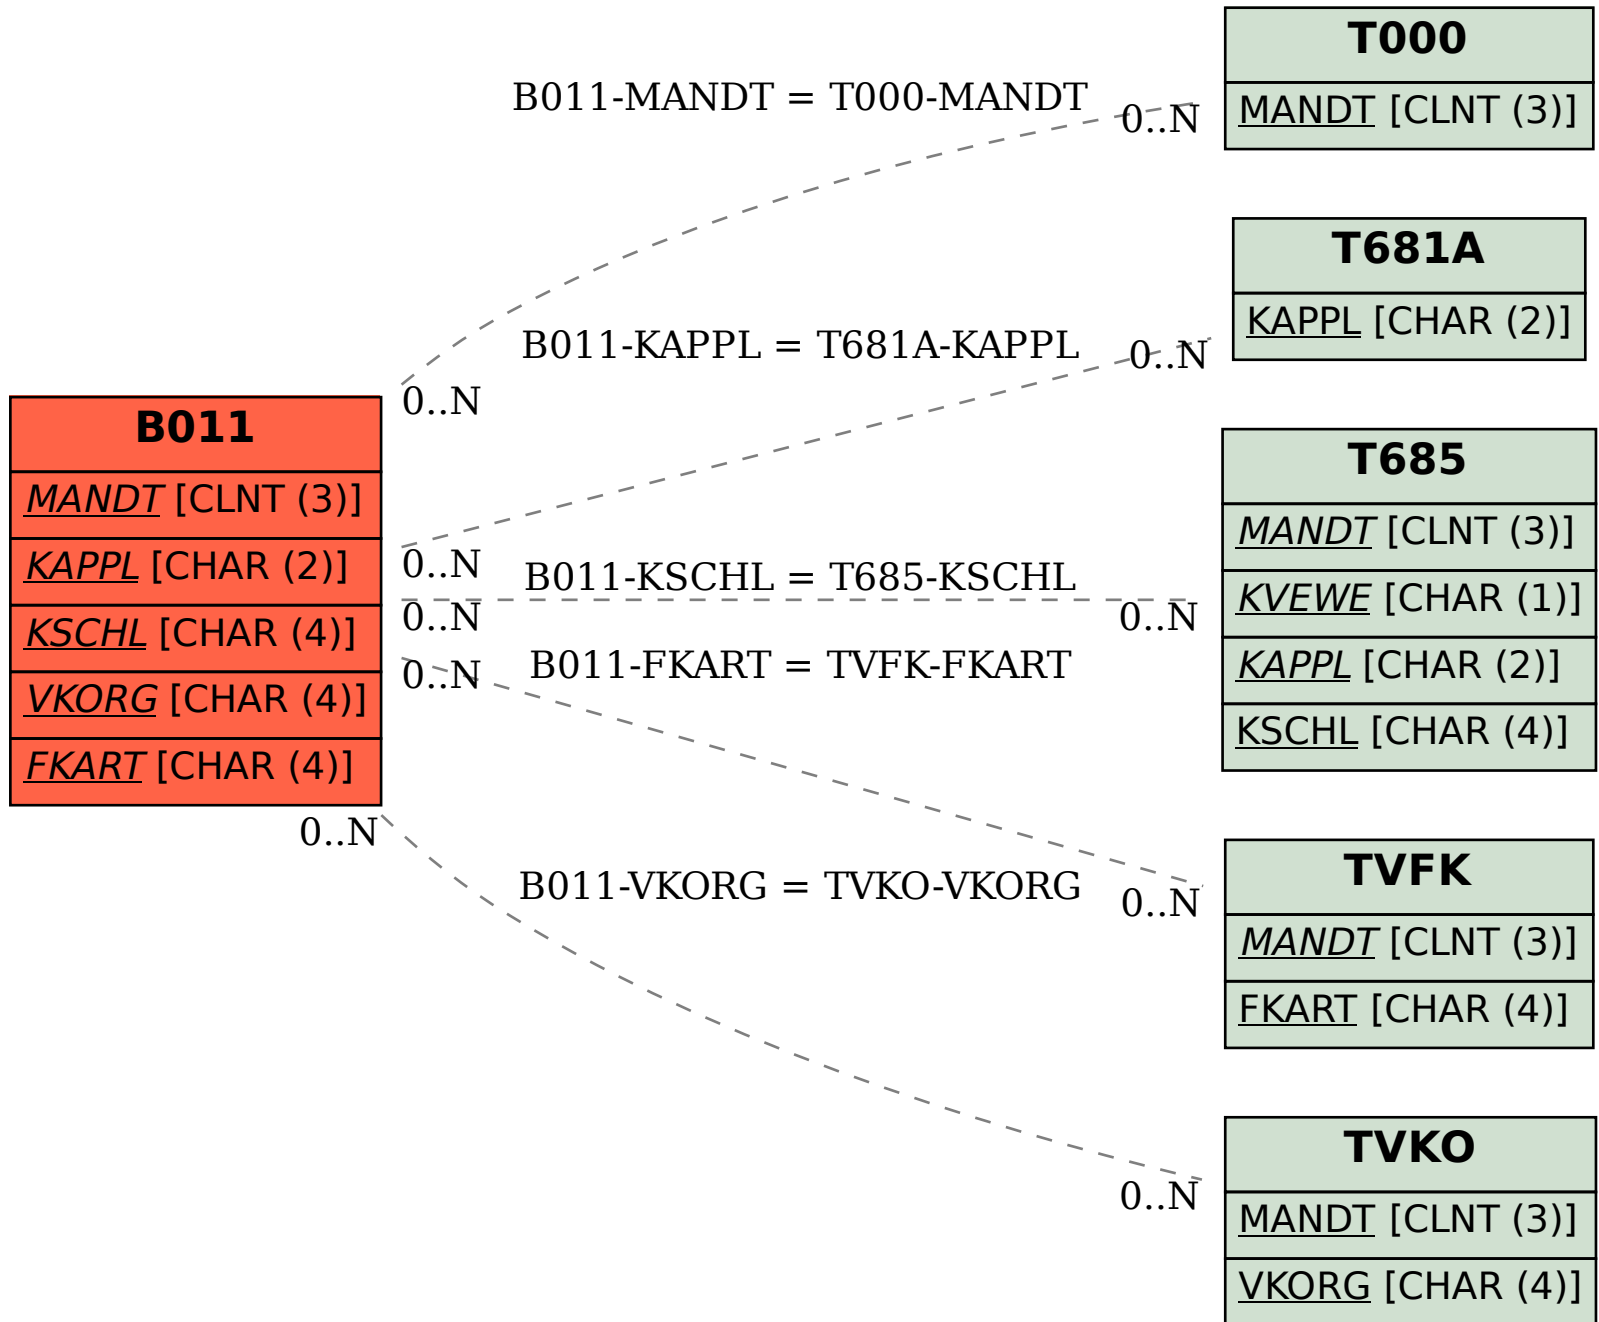 B011
MANDT [CLNT (3)]
KAPPL [CHAR (2)]
KSCHL [CHAR (4)]
VKORG [CHAR (4)]
FKART [CHAR (4)]
B011-MANDT = T000-MANDT
0..N
0..N
B011-KAPPL = T681A-KAPPL
0..N
0..N
B011-KSCHL = T685-KSCHL
0..N
0..N
B011-FKART = TVFK-FKART
0..N
0..N
B011-VKORG = TVKO-VKORG
0..N
0..N
T000
MANDT [CLNT (3)]
T681A
KAPPL [CHAR (2)]
T685
MANDT [CLNT (3)]
KVEWE [CHAR (1)]
KAPPL [CHAR (2)]
KSCHL [CHAR (4)]
TVFK
MANDT [CLNT (3)]
FKART [CHAR (4)]
TVKO
MANDT [CLNT (3)]
VKORG [CHAR (4)]